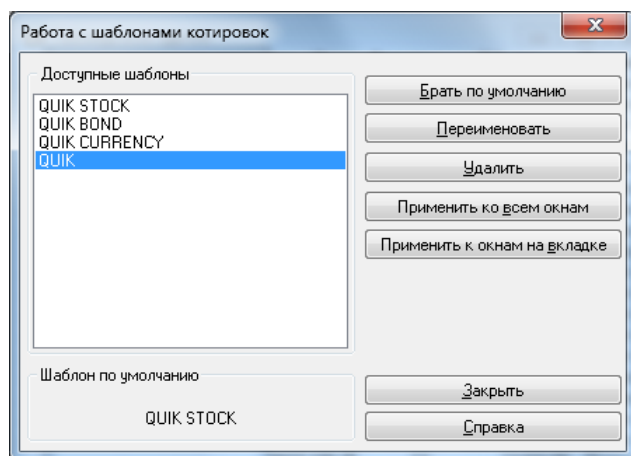 Работа с шаблонами котировок
Доступные шаблоны
QUIK STOCK
QUIK BOND
QUIK CURRENCY
QUIK
Брать по умолчанию
Переименовать
Удалить
Применить ко всем окнам
Применить к окнам на вкладке
Шаблон по умолчанию
QUIK STOCK
Закрыть
Справка